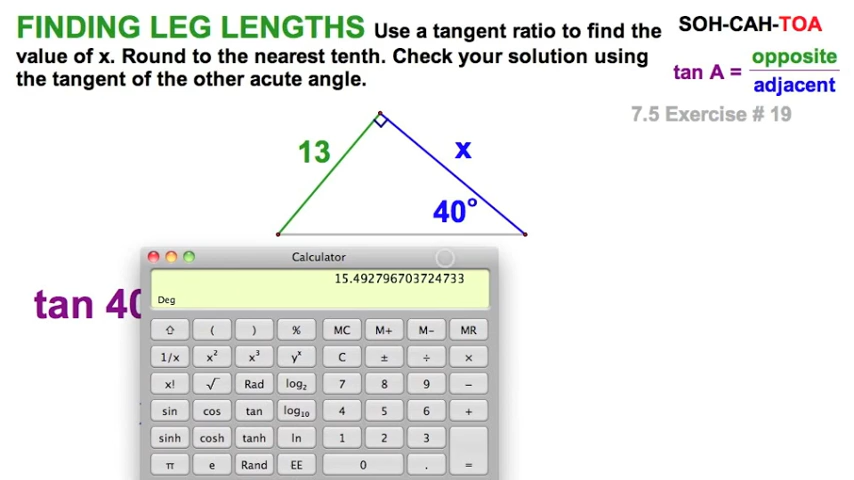 FINDING LEG LENGTHS Use a tangent ratio to find the
value of x. Round to the nearest tenth. Check your solution using
the tangent of the other acute angle.
SOH-CAH-TOA
tan A = opposite
adjacent
7.5 Exercise # 19
13
x
40°
tan 40
Calculator
15.492796703724733
Deg
⇧ ( ) % MC M+ M- MR
1/x x² x³ yˣ C ± ÷ ×
x! √ Rad log₂ 7 8 9 −
sin cos tan log₁₀ 4 5 6 +
sinh cosh tanh ln 1 2 3
π e Rand EE 0 . =